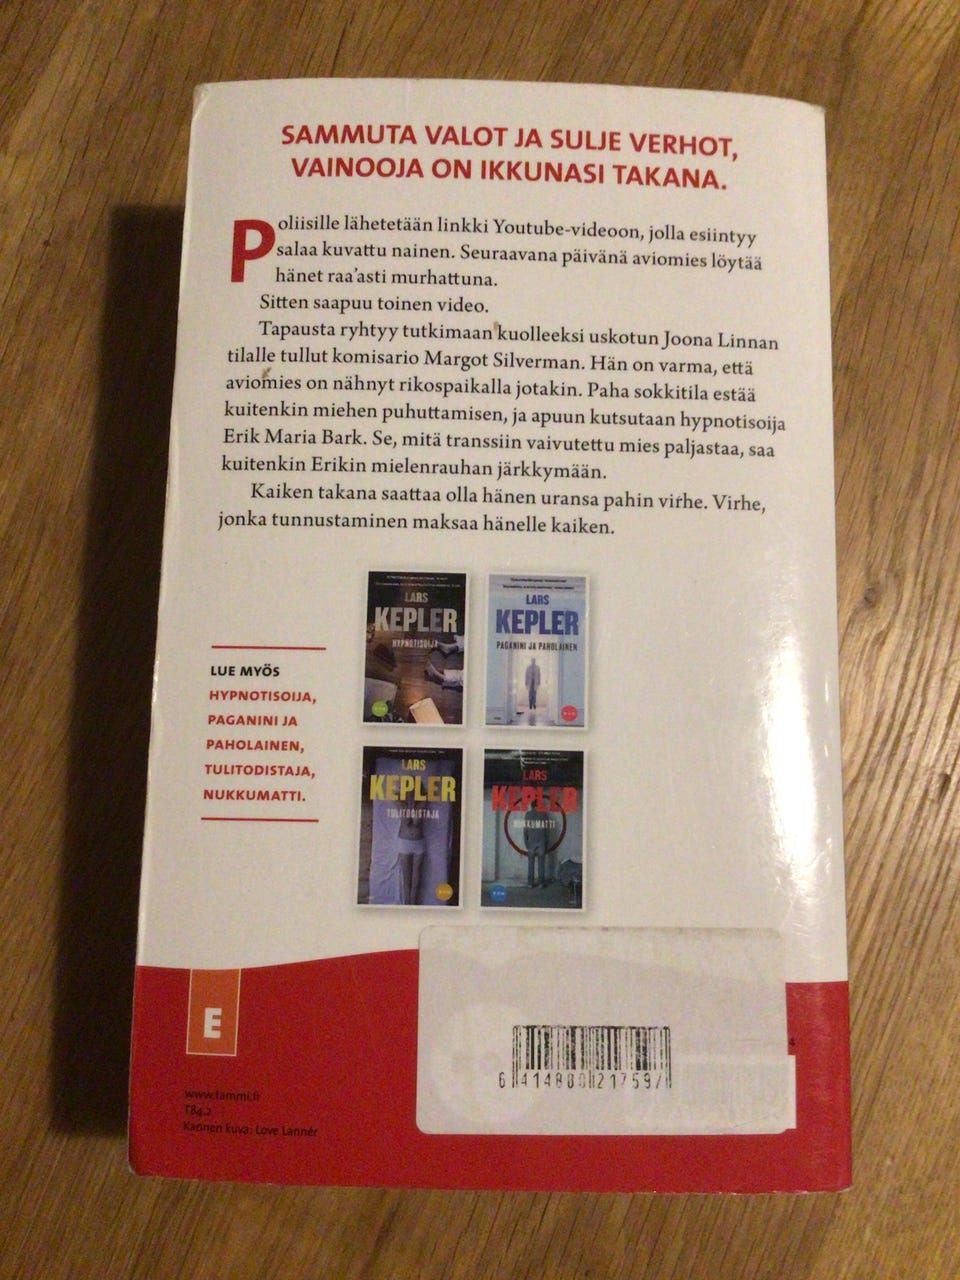 SAMMUTA VALOT JA SULJE VERHOT,
VAINOOJA ON IKKUNASI TAKANA.
Poliisille lähetetään linkki Youtube-videoon, jolla esiintyy
salaa kuvattu nainen. Seuraavana päivänä aviomies löytää
hänet raa'asti murhattuna.
Sitten saapuu toinen video.
Tapausta ryhtyy tutkimaan kuolleeksi uskotun Joona Linnan
tilalle tullut komisario Margot Silverman. Hän on varma, että
aviomies on nähnyt rikospaikalla jotakin. Paha sokkitila estää
kuitenkin miehen puhuttamisen, ja apuun kutsutaan hypnotisoija
Erik Maria Bark. Se, mitä transsiin vaivutettu mies paljastaa, saa
kuitenkin Erikin mielenrauhan järkkymään.
Kaiken takana saattaa olla hänen uransa pahin virhe. Virhe,
jonka tunnustaminen maksaa hänelle kaiken.
LARS
KEPLER
HYPNOTISOIJA
LARS
KEPLER
PAGANINI JA PAHOLAINEN
LUE MYÖS
HYPNOTISOIJA,
PAGANINI JA
PAHOLAINEN,
TULITODISTAJA,
NUKKUMATTI.
LARS
KEPLER
TULITODISTAJA
LARS
KEPLER
NUKKUMATTI
E
www.tammi.fi
T84.2
Kannen kuva: Love Lannér
6 414880 217597
4